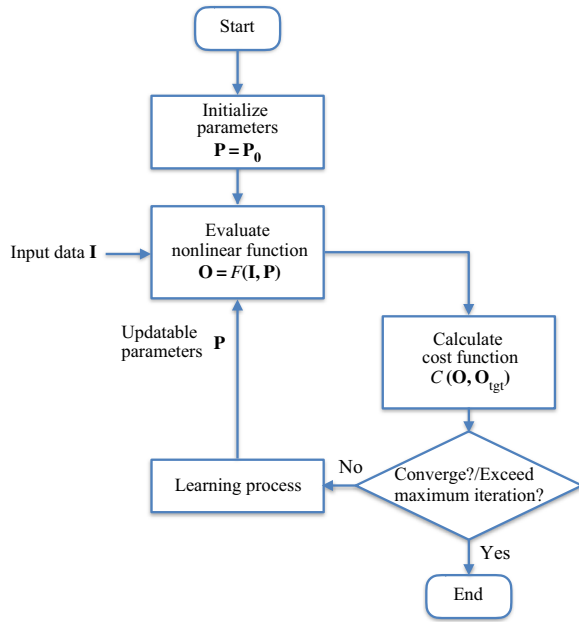 Start
Initialize
parameters
P = P0
Input data I
Evaluate
nonlinear function
O = F(I, P)
Updatable
parameters P
Calculate
cost function
C (O, Otgt)
No
Learning process
Converge?/Exceed
maximum iteration?
Yes
End